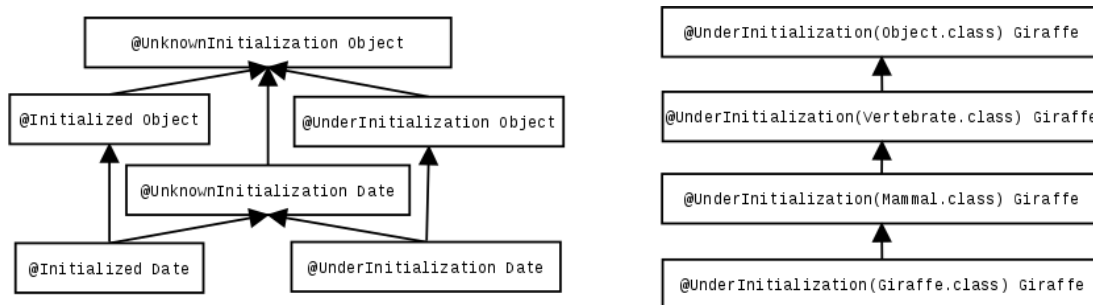 @UnknownInitialization Object
@Initialized Object
@UnderInitialization Object
@UnknownInitialization Date
@Initialized Date
@UnderInitialization Date
@UnderInitialization(Object.class) Giraffe
@UnderInitialization(Vertebrate.class) Giraffe
@UnderInitialization(Mammal.class) Giraffe
@UnderInitialization(Giraffe.class) Giraffe